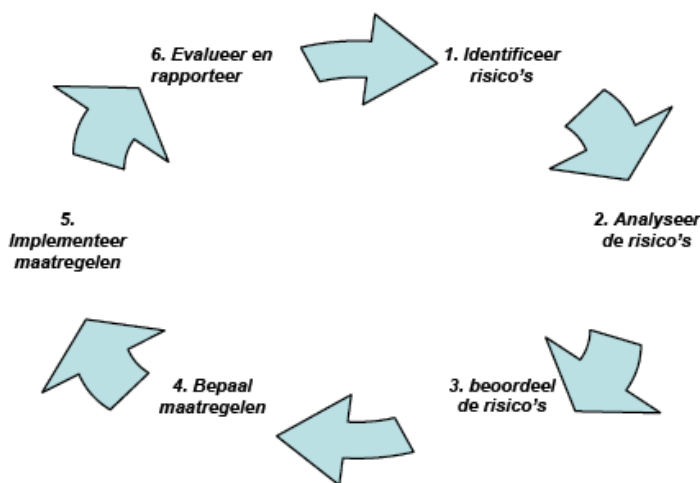 6. Evalueer en
rapporteer
1. Identificeer
risico's
2. Analyseer
de risico's
5.
Implementeer
maatregelen
3. beoordeel
de risico's
4. Bepaal
maatregelen